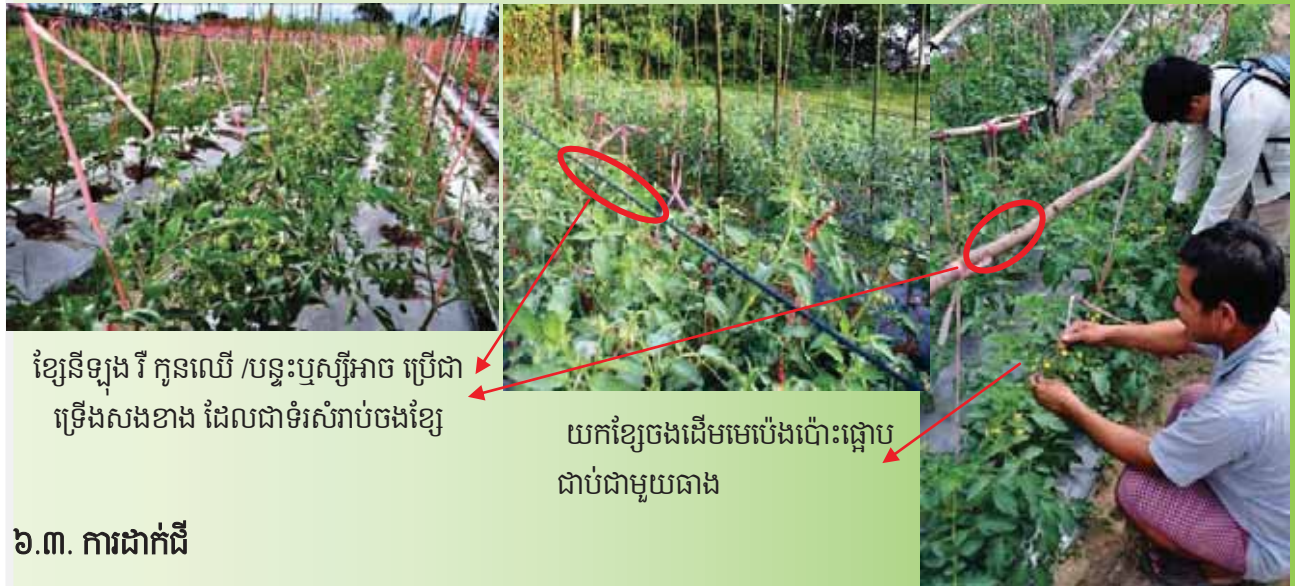 ខ្សែនីឡុង រឺ កូនឈើ /បន្ទះឬស្សីអាច ប្រើជា
ទ្រើងសងខាង ដែលជាទំរសំរាប់ចងខ្សែ
យកខ្សែចងដើមមេប៉េងប៉ោះផ្អោប
ជាប់ជាមួយធាង
៦.៣. ការដាក់ជី